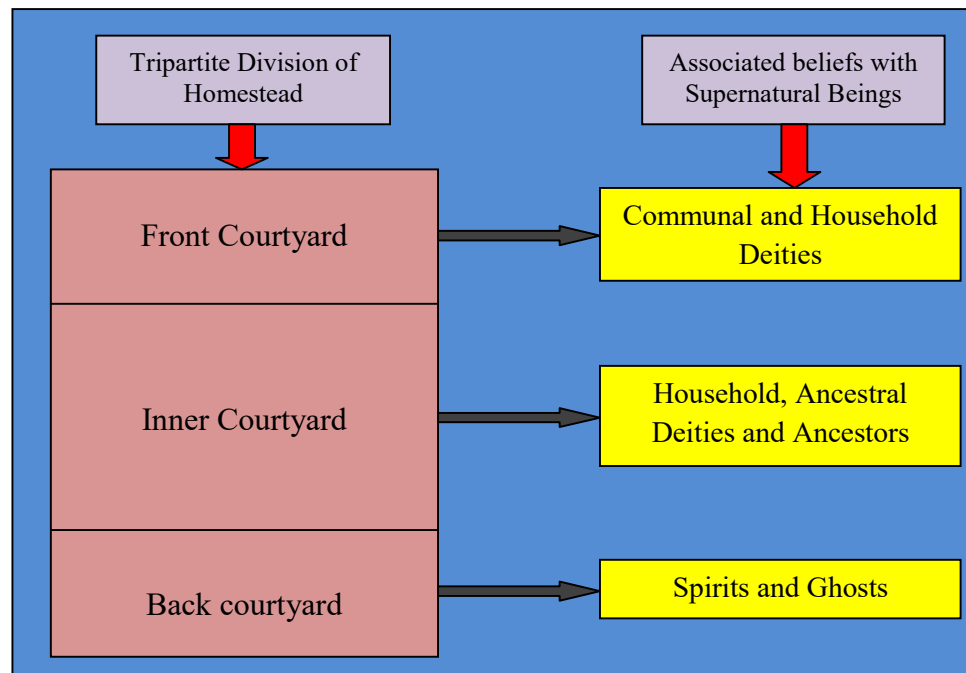 Tripartite Division of
Homestead
Associated beliefs with
Supernatural Beings
Front Courtyard
Communal and Household
Deities
Inner Courtyard
Household, Ancestral
Deities and Ancestors
Back courtyard
Spirits and Ghosts